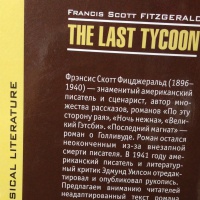 FRANCIS SCOTT FITZGERALD
THE LAST TYCOON
Фрэнсис Скотт Фицджеральд (1896–
1940) — знаменитый американский
писатель и сценарист, автор мно-
жества рассказов, романов «По эту
сторону рая», «Ночь нежна», «Вели-
кий Гэтсби». «Последний магнат» —
роман о Голливуде. Роман остался
неоконченным из-за внезапной
смерти писателя. В 1941 году аме-
риканский писатель и литератур-
ный критик Эдмунд Уилсон отредак-
тировал и опубликовал рукопись.
Предлагаем вниманию читателей
неадаптированный текст романа
SICAL LITERATURE